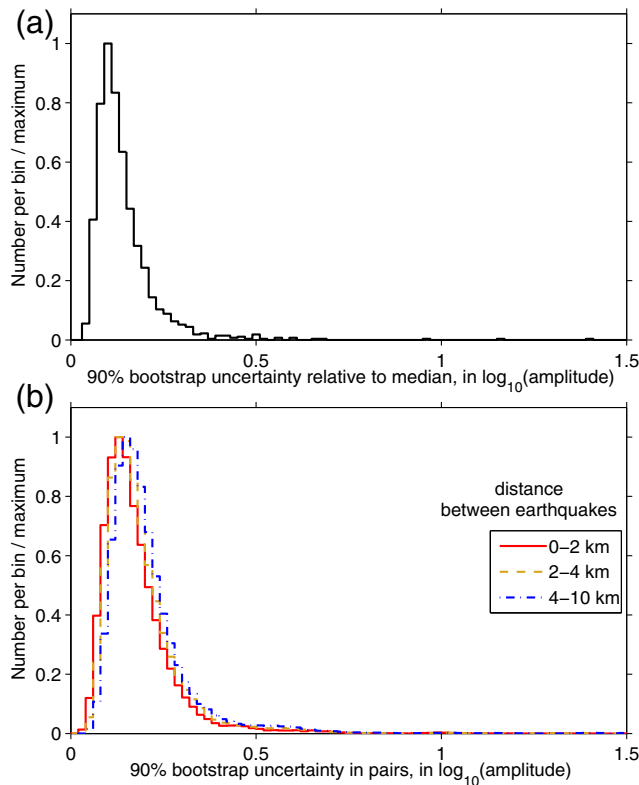 (a)
Number per bin / maximum
1
0.8
0.6
0.4
0.2
0
0 0.5 1 1.5
90% bootstrap uncertainty relative to median, in log10(amplitude)
(b)
Number per bin / maximum
1
0.8
0.6
0.4
0.2
0
distance
between earthquakes
0−2 km
2−4 km
4−10 km
0 0.5 1 1.5
90% bootstrap uncertainty in pairs, in log10(amplitude)